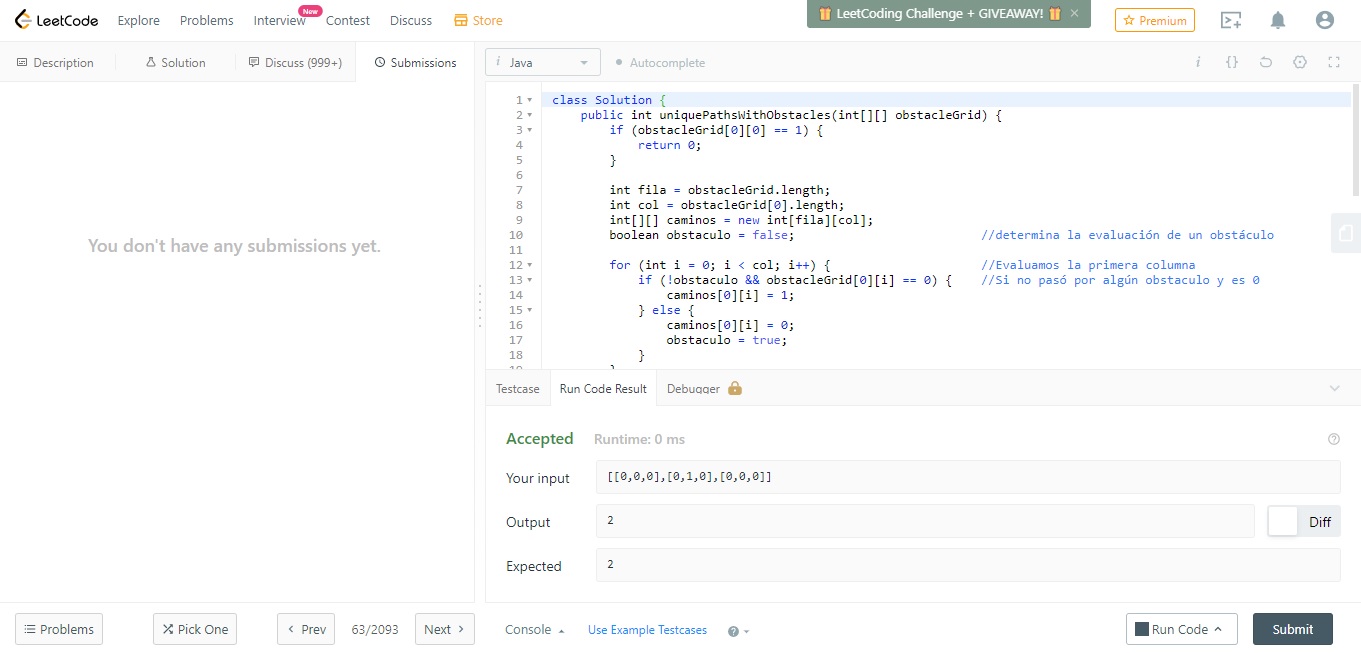 LeetCode Explore Problems Interview New Contest Discuss Store LeetCoding Challenge + GIVEAWAY! × Premium
Description Solution Discuss (999+) Submissions
i Java Autocomplete i {}
You don't have any submissions yet.
1 class Solution {
2 public int uniquePathsWithObstacles(int[][] obstacleGrid) {
3 if (obstacleGrid[0][0] == 1) {
4 return 0;
5 }
6
7 int fila = obstacleGrid.length;
8 int col = obstacleGrid[0].length;
9 int[][] caminos = new int[fila][col];
10 boolean obstaculo = false; //determina la evaluación de un obstáculo
11
12 for (int i = 0; i < col; i++) { //Evaluamos la primera columna
13 if (!obstaculo && obstacleGrid[0][i] == 0) { //Si no pasó por algún obstaculo y es 0
14 caminos[0][i] = 1;
15 } else {
16 caminos[0][i] = 0;
17 obstaculo = true;
18 }
19 }
Testcase Run Code Result Debugger
Accepted Runtime: 0 ms
Your input [[0,0,0],[0,1,0],[0,0,0]]
Output 2 Diff
Expected 2
Problems Pick One Prev 63/2093 Next Console Use Example Testcases ? Run Code Submit